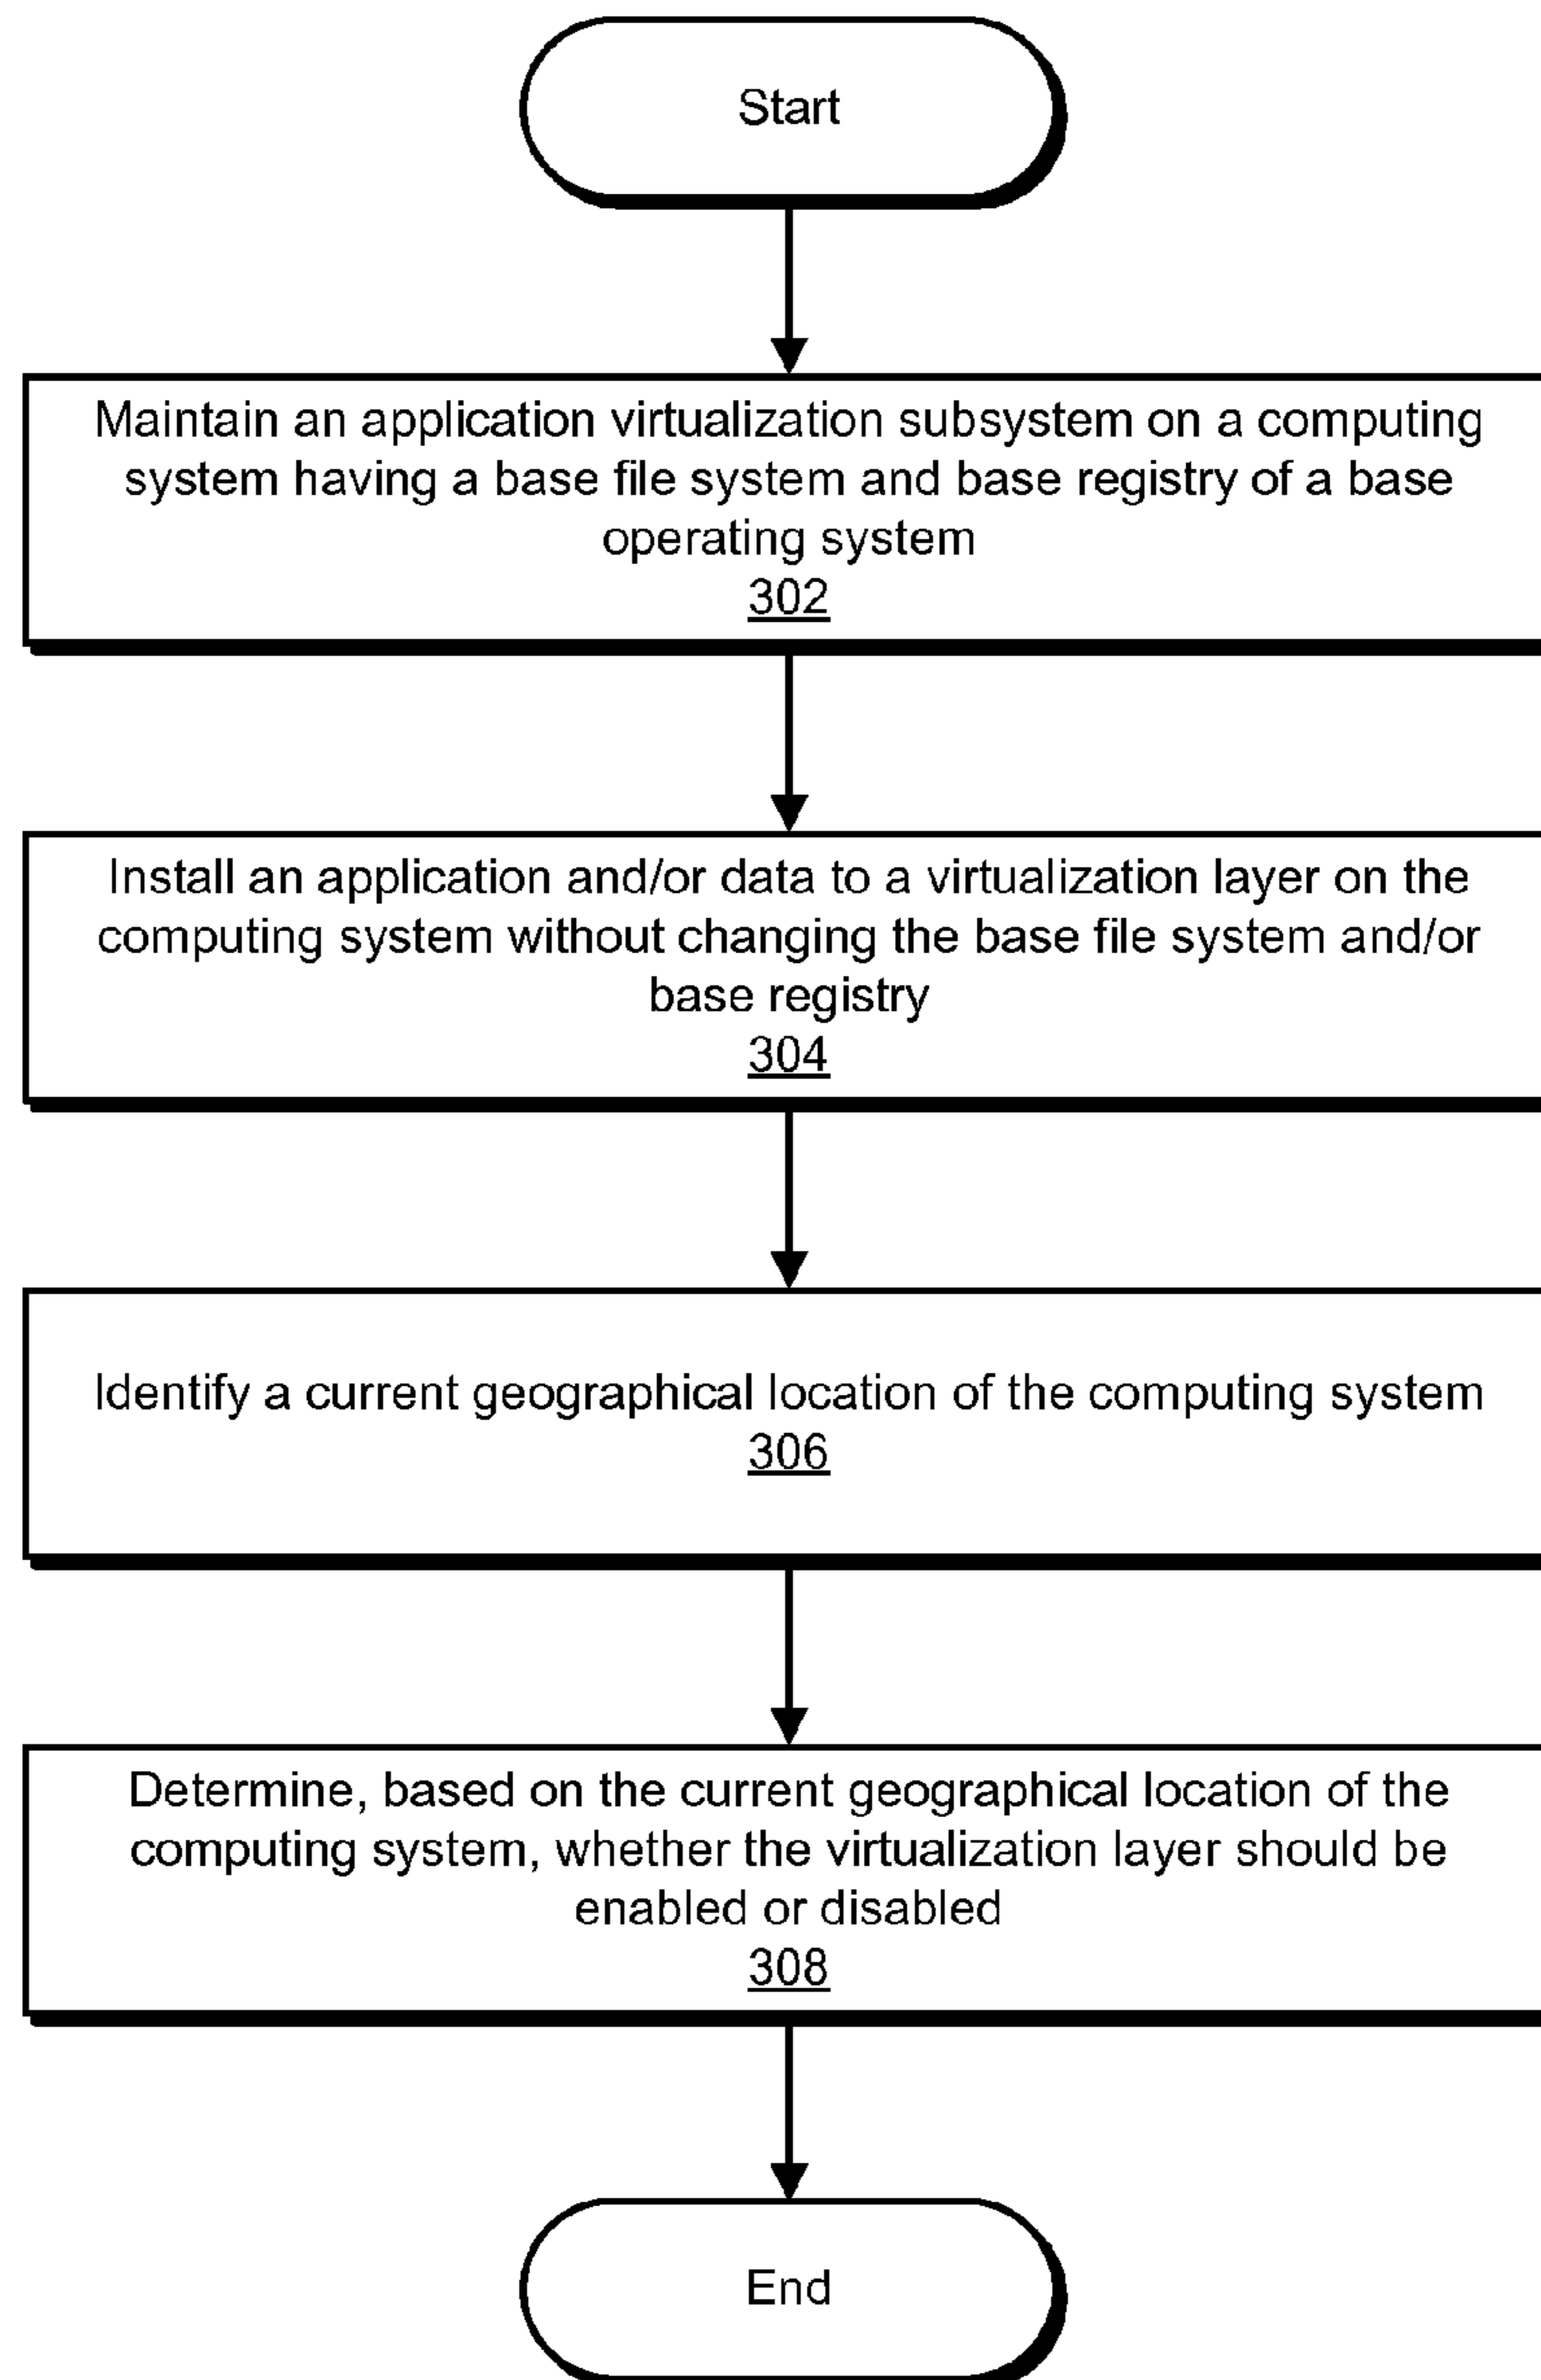 Start
Maintain an application virtualization subsystem on a computing
system having a base file system and base registry of a base
operating system
302
Install an application and/or data to a virtualization layer on the
computing system without changing the base file system and/or
base registry
304
Identify a current geographical location of the computing system
306
Determine, based on the current geographical location of the
computing system, whether the virtualization layer should be
enabled or disabled
308
End